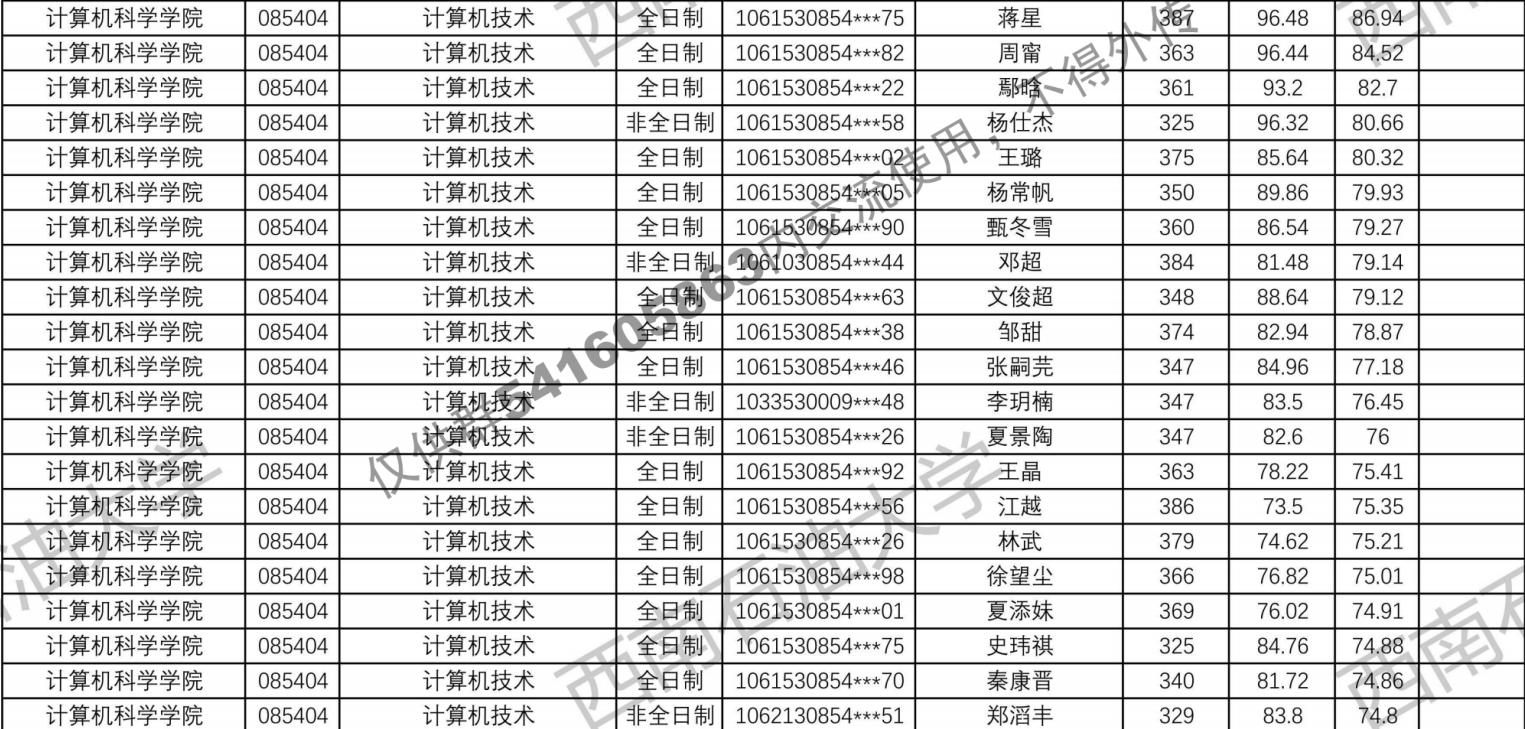 计算机科学学院 085404 计算机技术 全日制 1061530854***75 蒋星 387 96.48 86.94
计算机科学学院 085404 计算机技术 全日制 1061530854***82 周甯 363 96.44 84.52
计算机科学学院 085404 计算机技术 全日制 1061530854***22 鄢晗 361 93.2 82.7
计算机科学学院 085404 计算机技术 非全日制 1061530854***58 杨仕杰 325 96.32 80.66
计算机科学学院 085404 计算机技术 全日制 1061530854***02 王璐 375 85.64 80.32
计算机科学学院 085404 计算机技术 全日制 1061530854***05 杨常帆 350 89.86 79.93
计算机科学学院 085404 计算机技术 全日制 1061530854***90 甄冬雪 360 86.54 79.27
计算机科学学院 085404 计算机技术 非全日制 1061030854***44 邓超 384 81.48 79.14
计算机科学学院 085404 计算机技术 全日制 1061530854***63 文俊超 348 88.64 79.12
计算机科学学院 085404 计算机技术 全日制 1061530854***38 邹甜 374 82.94 78.87
计算机科学学院 085404 计算机技术 全日制 1061530854***46 张嗣芫 347 84.96 77.18
计算机科学学院 085404 计算机技术 非全日制 1033530009***48 李玥楠 347 83.5 76.45
计算机科学学院 085404 计算机技术 非全日制 1061530854***26 夏景陶 347 82.6 76
计算机科学学院 085404 计算机技术 全日制 1061530854***92 王晶 363 78.22 75.41
计算机科学学院 085404 计算机技术 全日制 1061530854***56 江越 386 73.5 75.35
计算机科学学院 085404 计算机技术 全日制 1061530854***26 林武 379 74.62 75.21
计算机科学学院 085404 计算机技术 全日制 1061530854***98 徐望尘 366 76.82 75.01
计算机科学学院 085404 计算机技术 全日制 1061530854***01 夏添妹 369 76.02 74.91
计算机科学学院 085404 计算机技术 全日制 1061530854***75 史玮祺 325 84.76 74.88
计算机科学学院 085404 计算机技术 全日制 1061530854***70 秦康晋 340 81.72 74.86
计算机科学学院 085404 计算机技术 非全日制 1062130854***51 郑滔丰 329 83.8 74.8
仅供群541605863内交流使用，不得外传
西南石油大学
油大学
西南石